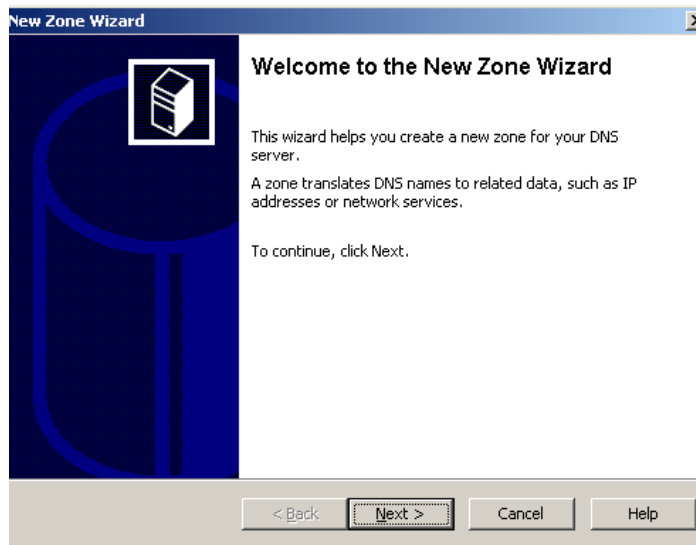 New Zone Wizard
Welcome to the New Zone Wizard
This wizard helps you create a new zone for your DNS
server.
A zone translates DNS names to related data, such as IP
addresses or network services.
To continue, click Next.
< Back
Next >
Cancel
Help